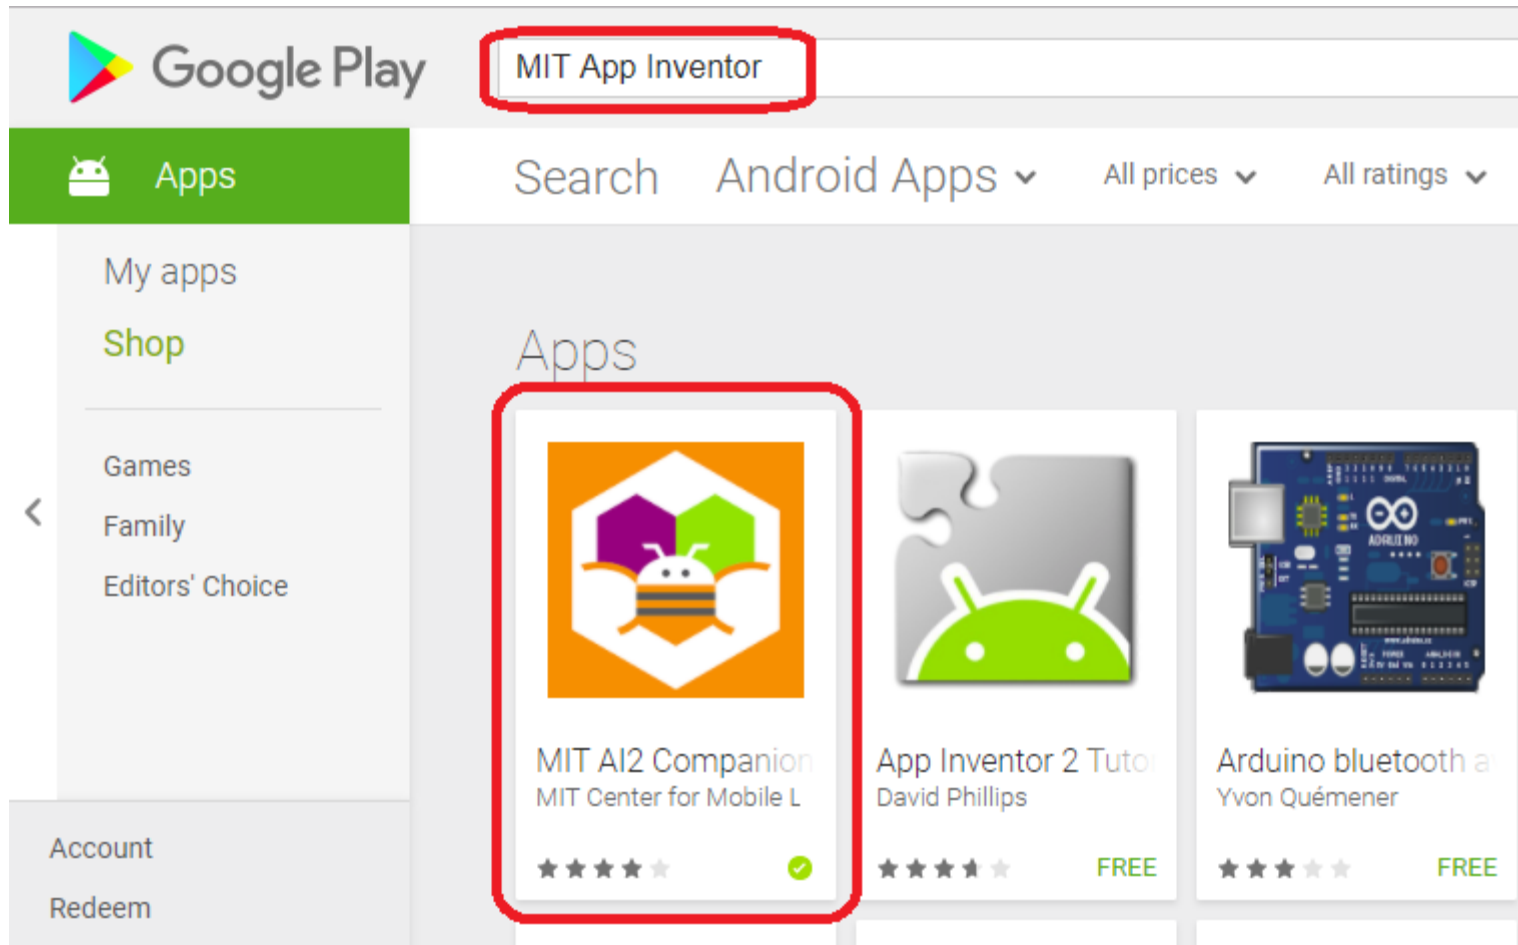 Google Play
MIT App Inventor
Apps
Search
Android Apps
All prices
All ratings
My apps
Shop
Games
Family
Editors' Choice
Account
Redeem
Apps
MIT AI2 Companion
MIT Center for Mobile L
App Inventor 2 Tuto
David Phillips
FREE
Arduino bluetooth a
Yvon Quémener
FREE